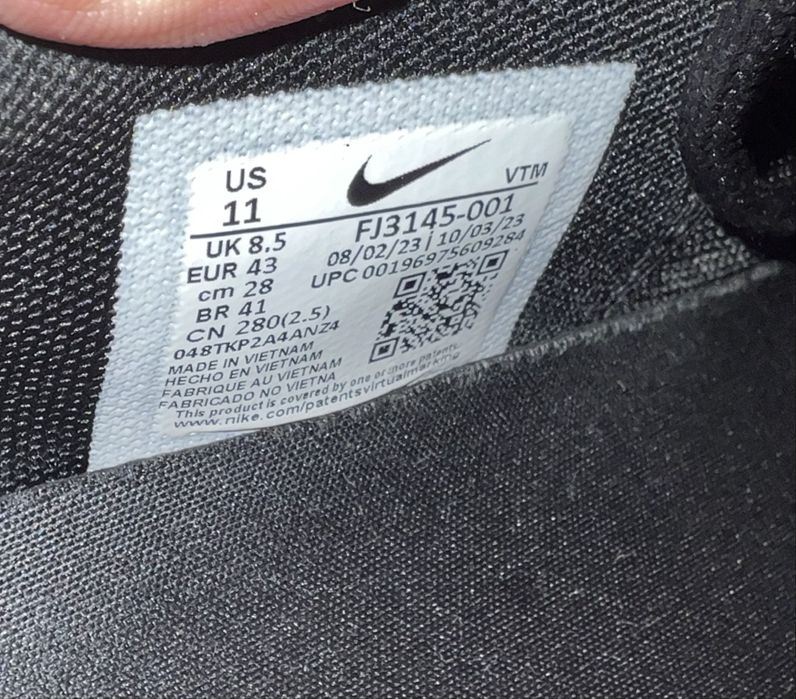 US
11
VTM
FJ3145-001
08/02/23 | 10/03/23
UPC 00196975609284
UK 8.5
EUR 43
cm 28
BR 41
CN 280(2.5)
048TKP2A4ANZ4
MADE IN VIETNAM
HECHO EN VIETNAM
FABRIQUE AU VIETNAM
FABRICADO NO VIETNA
This product is covered by one or more patents.
www.nike.com/patentsvirtualmarking